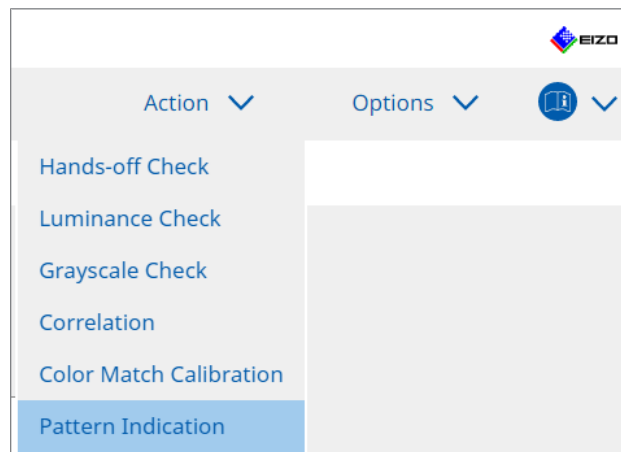 EIZO
Action Options
Hands-off Check
Luminance Check
Grayscale Check
Correlation
Color Match Calibration
Pattern Indication